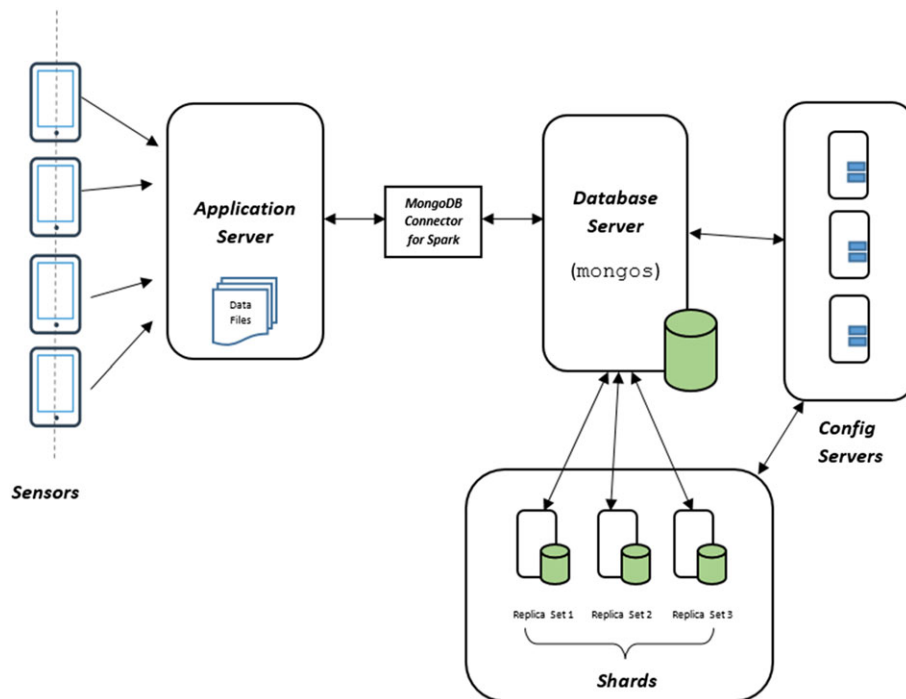 Sensors
Application
Server
Data
Files
MongoDB
Connector
for Spark
Database
Server
(mongos)
Config
Servers
Replica Set 1
Replica Set 2
Replica Set 3
Shards